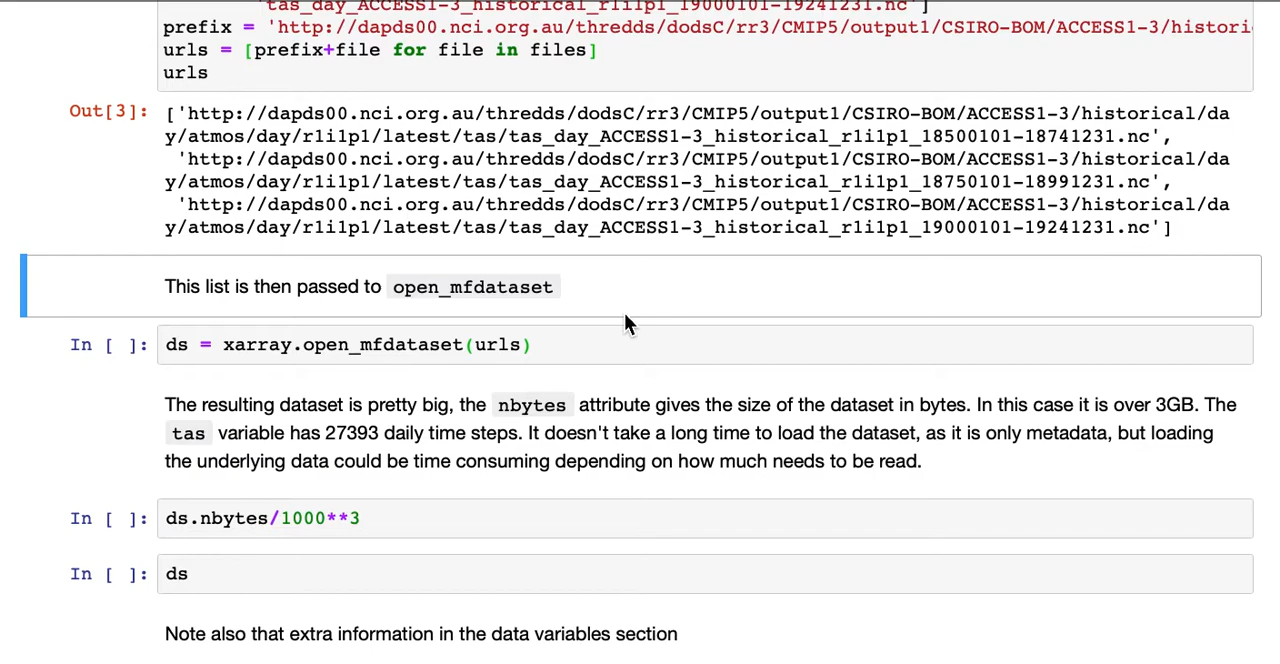 'tas_day_ACCESS1-3_historical_r1i1p1_19000101-19241231.nc']
prefix = 'http://dapds00.nci.org.au/thredds/dodsC/rr3/CMIP5/output1/CSIRO-BOM/ACCESS1-3/histori
urls = [prefix+file for file in files]
urls
Out[3]: ['http://dapds00.nci.org.au/thredds/dodsC/rr3/CMIP5/output1/CSIRO-BOM/ACCESS1-3/historical/da
y/atmos/day/r1i1p1/latest/tas/tas_day_ACCESS1-3_historical_r1i1p1_18500101-18741231.nc',
'http://dapds00.nci.org.au/thredds/dodsC/rr3/CMIP5/output1/CSIRO-BOM/ACCESS1-3/historical/da
y/atmos/day/r1i1p1/latest/tas/tas_day_ACCESS1-3_historical_r1i1p1_18750101-18991231.nc',
'http://dapds00.nci.org.au/thredds/dodsC/rr3/CMIP5/output1/CSIRO-BOM/ACCESS1-3/historical/da
y/atmos/day/r1i1p1/latest/tas/tas_day_ACCESS1-3_historical_r1i1p1_19000101-19241231.nc']
This list is then passed to open_mfdataset
In [ ]: ds = xarray.open_mfdataset(urls)
The resulting dataset is pretty big, the nbytes attribute gives the size of the dataset in bytes. In this case it is over 3GB. The
tas variable has 27393 daily time steps. It doesn't take a long time to load the dataset, as it is only metadata, but loading
the underlying data could be time consuming depending on how much needs to be read.
In [ ]: ds.nbytes/1000**3
In [ ]: ds
Note also that extra information in the data variables section